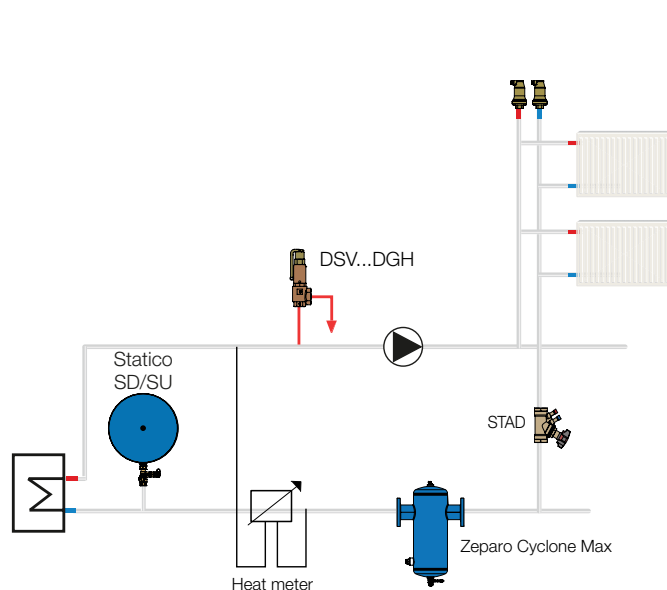 DSV...DGH
Statico
SD/SU
STAD
Zeparo Cyclone Max
Heat meter